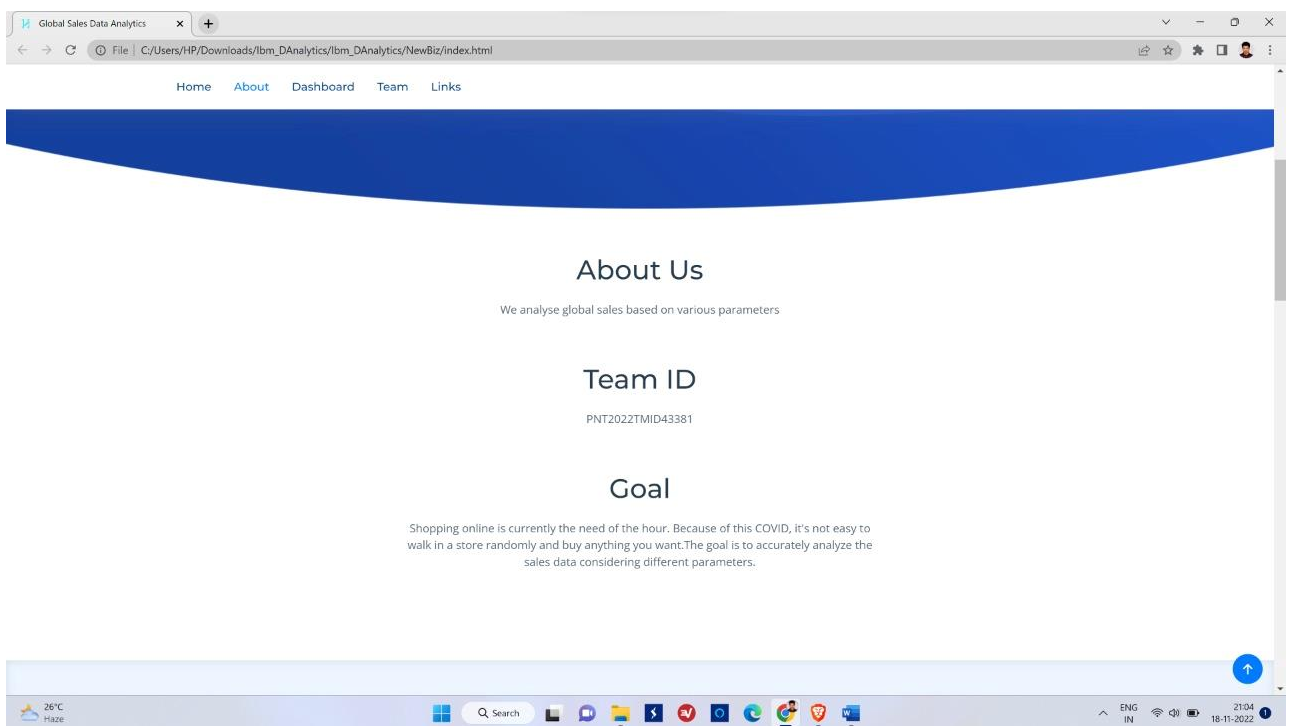 Global Sales Data Analytics
File | C:/Users/HP/Downloads/Ibm_DAnalytics/Ibm_DAnalytics/NewBiz/index.html
Home About Dashboard Team Links
About Us
We analyse global sales based on various parameters
Team ID
PNT2022TMID43381
Goal
Shopping online is currently the need of the hour. Because of this COVID, it's not easy to
walk in a store randomly and buy anything you want.The goal is to accurately analyze the
sales data considering different parameters.
26°C
Haze
Search
ENG
IN
21:04
18-11-2022
1